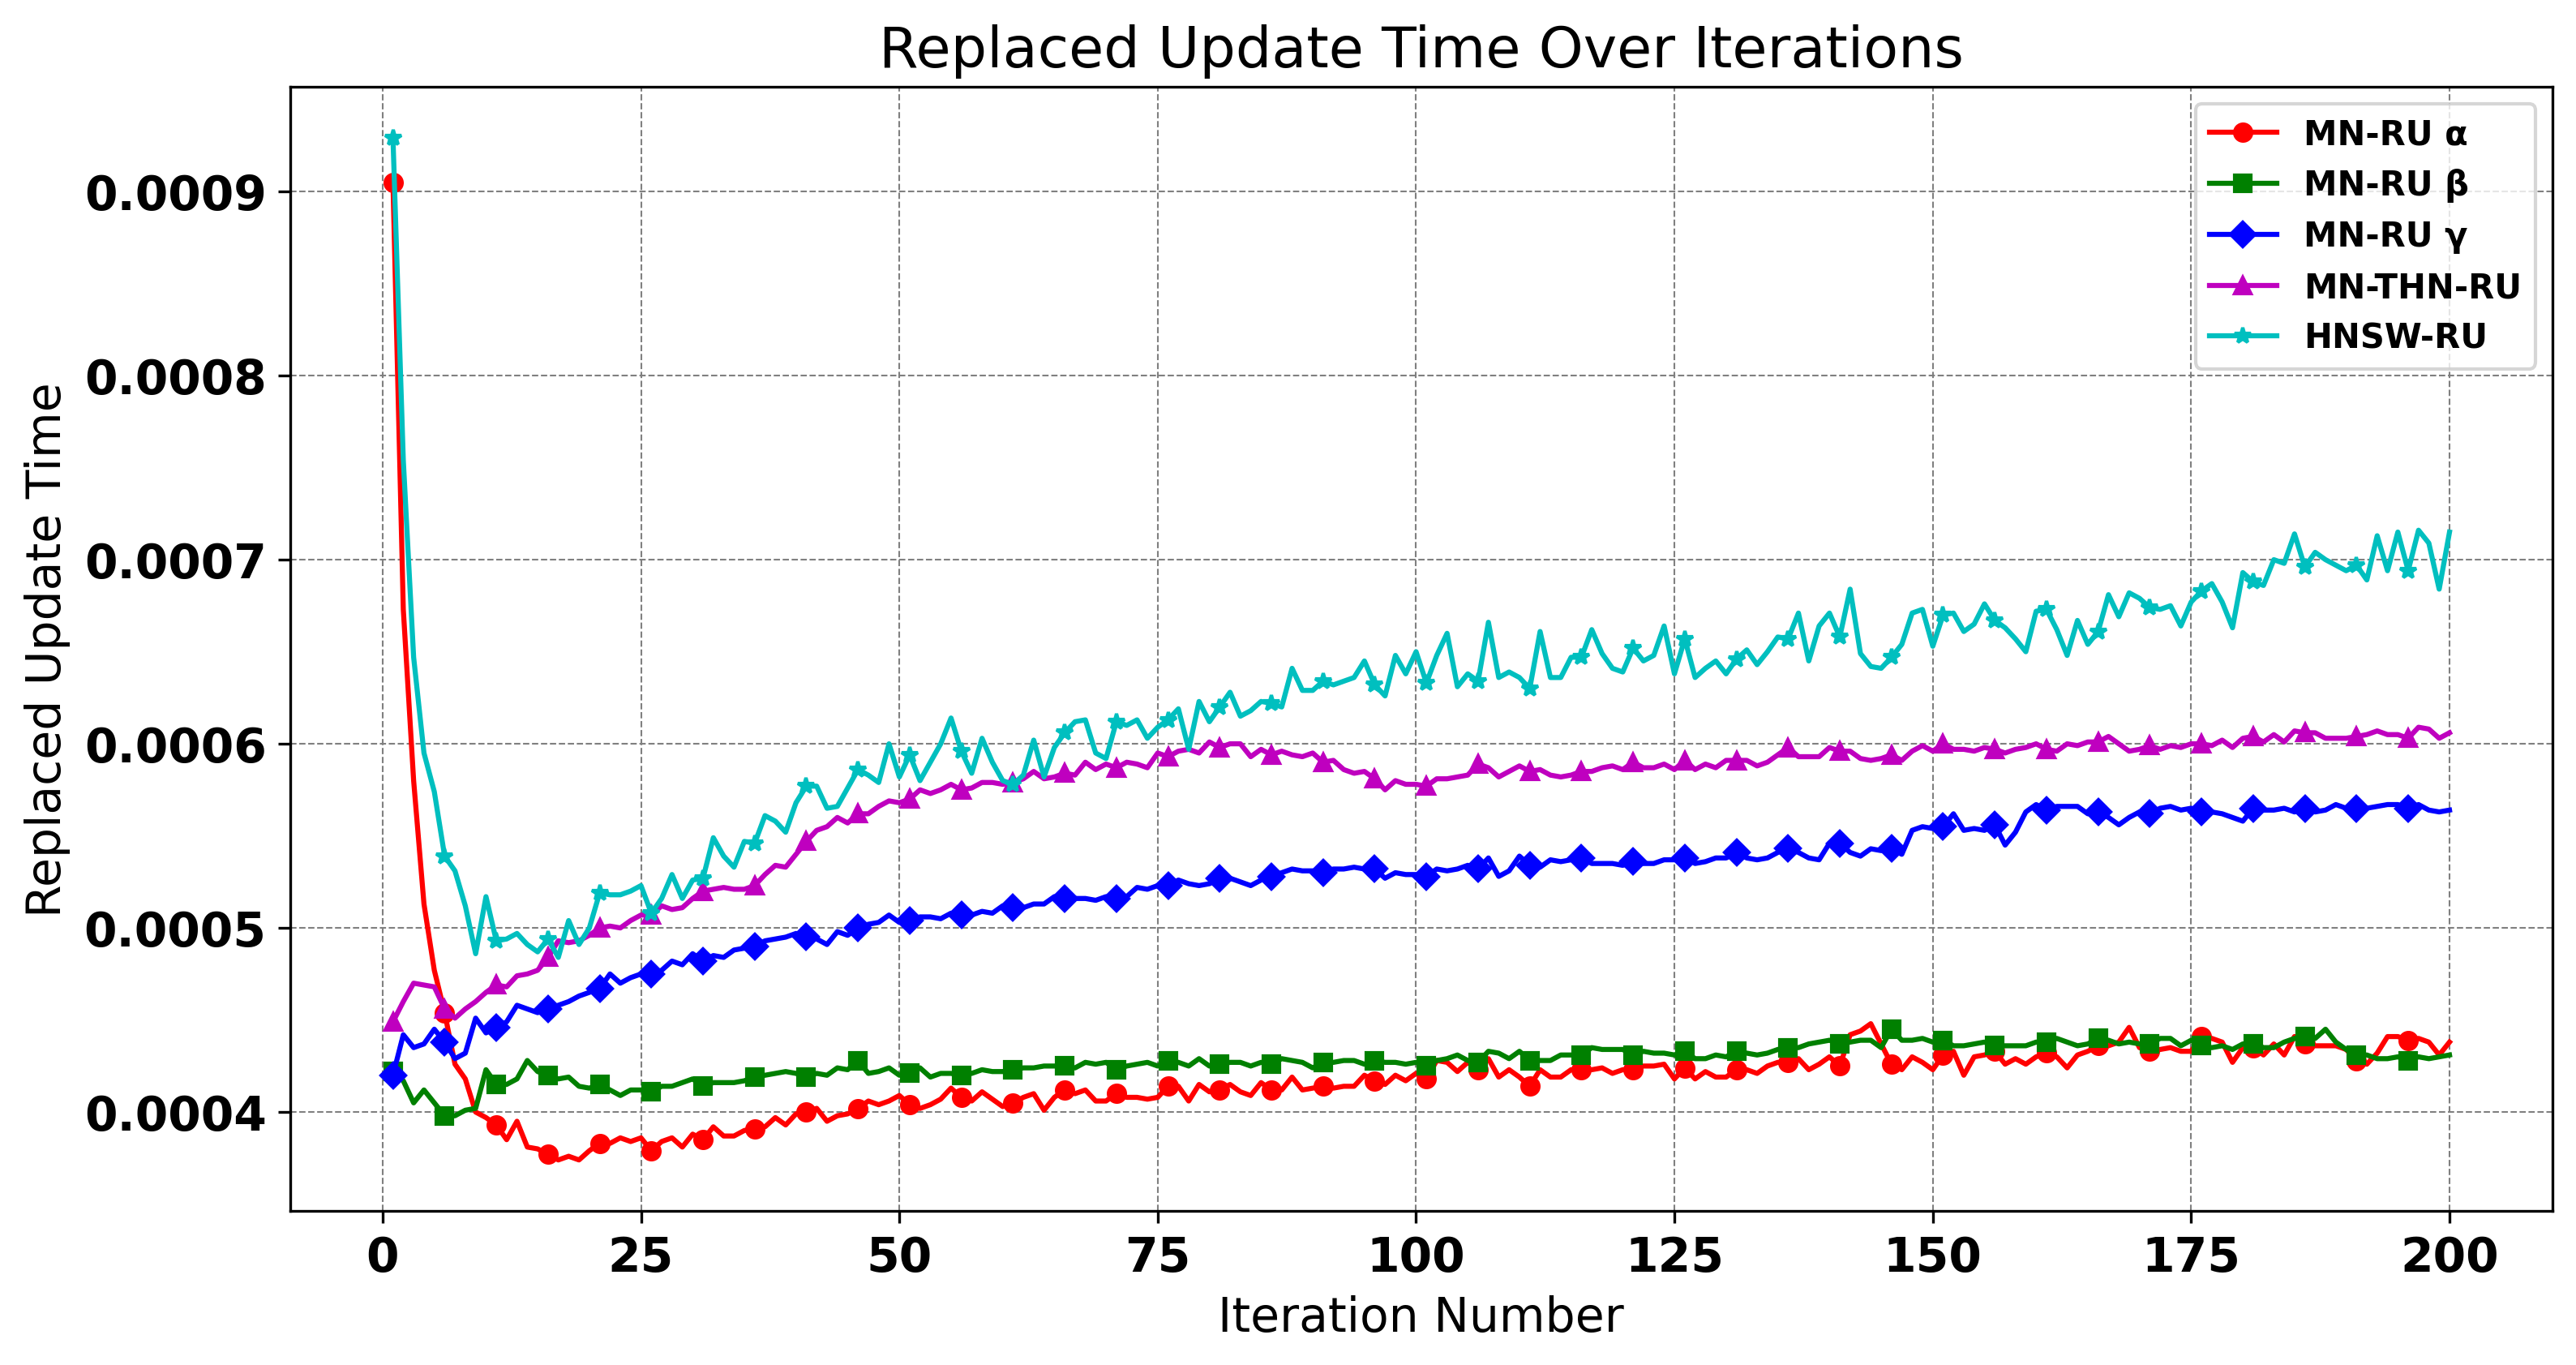 Replaced Update Time Over Iterations
Replaced Update Time
0.0009
0.0008
0.0007
0.0006
0.0005
0.0004
MN-RU α
MN-RU β
MN-RU γ
MN-THN-RU
HNSW-RU
0 25 50 75 100 125 150 175 200
Iteration Number